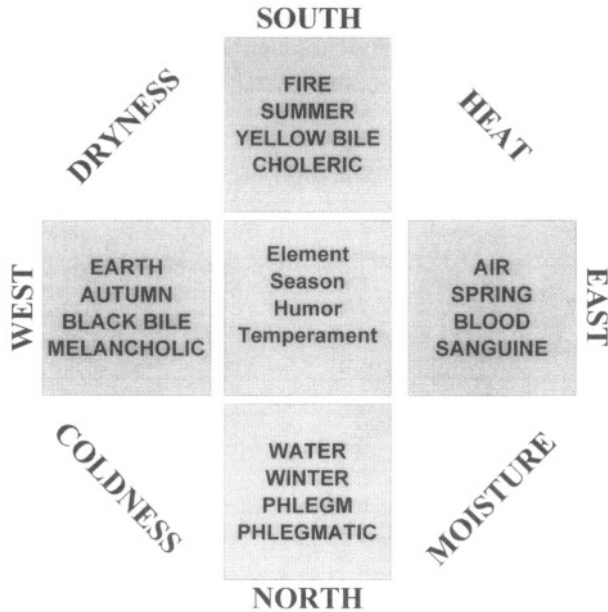 SOUTH
DRYNESS
HEAT
FIRE
SUMMER
YELLOW BILE
CHOLERIC
WEST
EARTH
AUTUMN
BLACK BILE
MELANCHOLIC
Element
Season
Humor
Temperament
AIR
SPRING
BLOOD
SANGUINE
EAST
COLDNESS
MOISTURE
WATER
WINTER
PHLEGM
PHLEGMATIC
NORTH